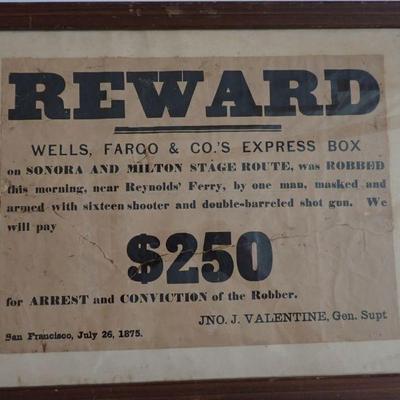 REWARD
WELLS, FARGO & CO.'S EXPRESS BOX
on SONORA AND MILTON STAGE ROUTE, was ROBBED
this morning, near Reynolds' Ferry, by one man, masked and
armed with sixteen shooter and double-barreled shot gun. We
will pay
$250
for ARREST and CONVICTION of the Robber.
JNO. J. VALENTINE, Gen. Supt
San Francisco, July 26, 1875.